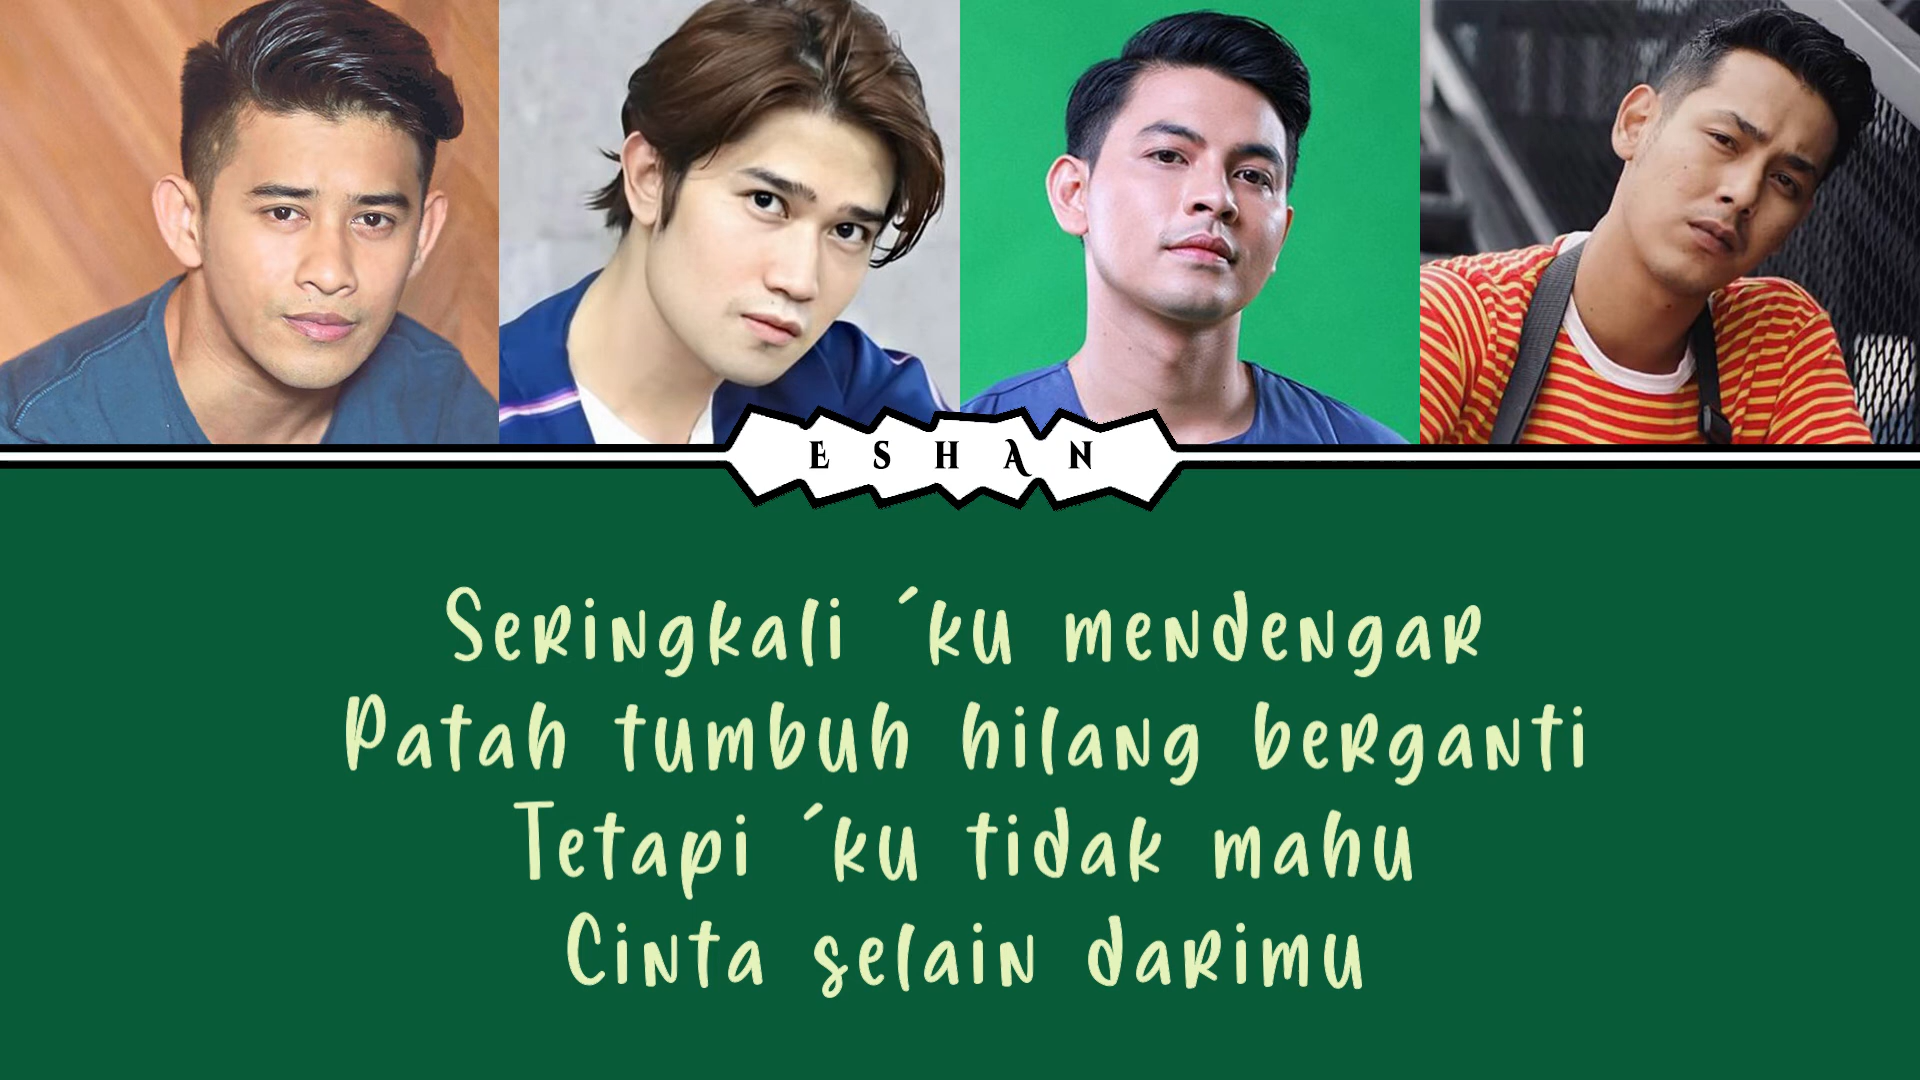 ESHAN
Seringkali ´ku mendengar
Patah tumbuh hilang berganti
Tetapi ´ku tidak mahu
Cinta selain darimu